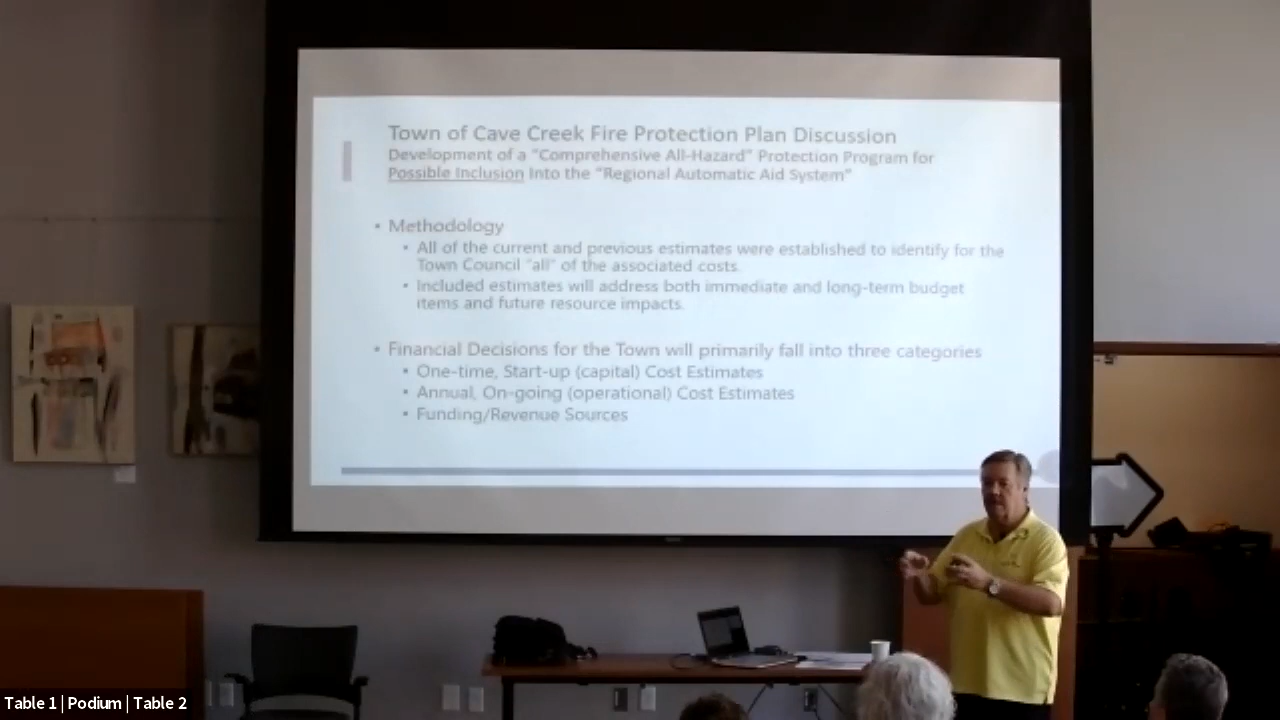 Town of Cave Creek Fire Protection Plan Discussion
Development of a "Comprehensive All-Hazard" Protection Program for
Possible Inclusion Into the "Regional Automatic Aid System"
• Methodology
• All of the current and previous estimates were established to identify for the
Town Council "all" of the associated costs.
• Included estimates will address both immediate and long-term budget
items and future resource impacts.
• Financial Decisions for the Town will primarily fall into three categories
• One-time, Start-up (capital) Cost Estimates
• Annual, On-going (operational) Cost Estimates
• Funding/Revenue Sources
Table 1 | Podium | Table 2